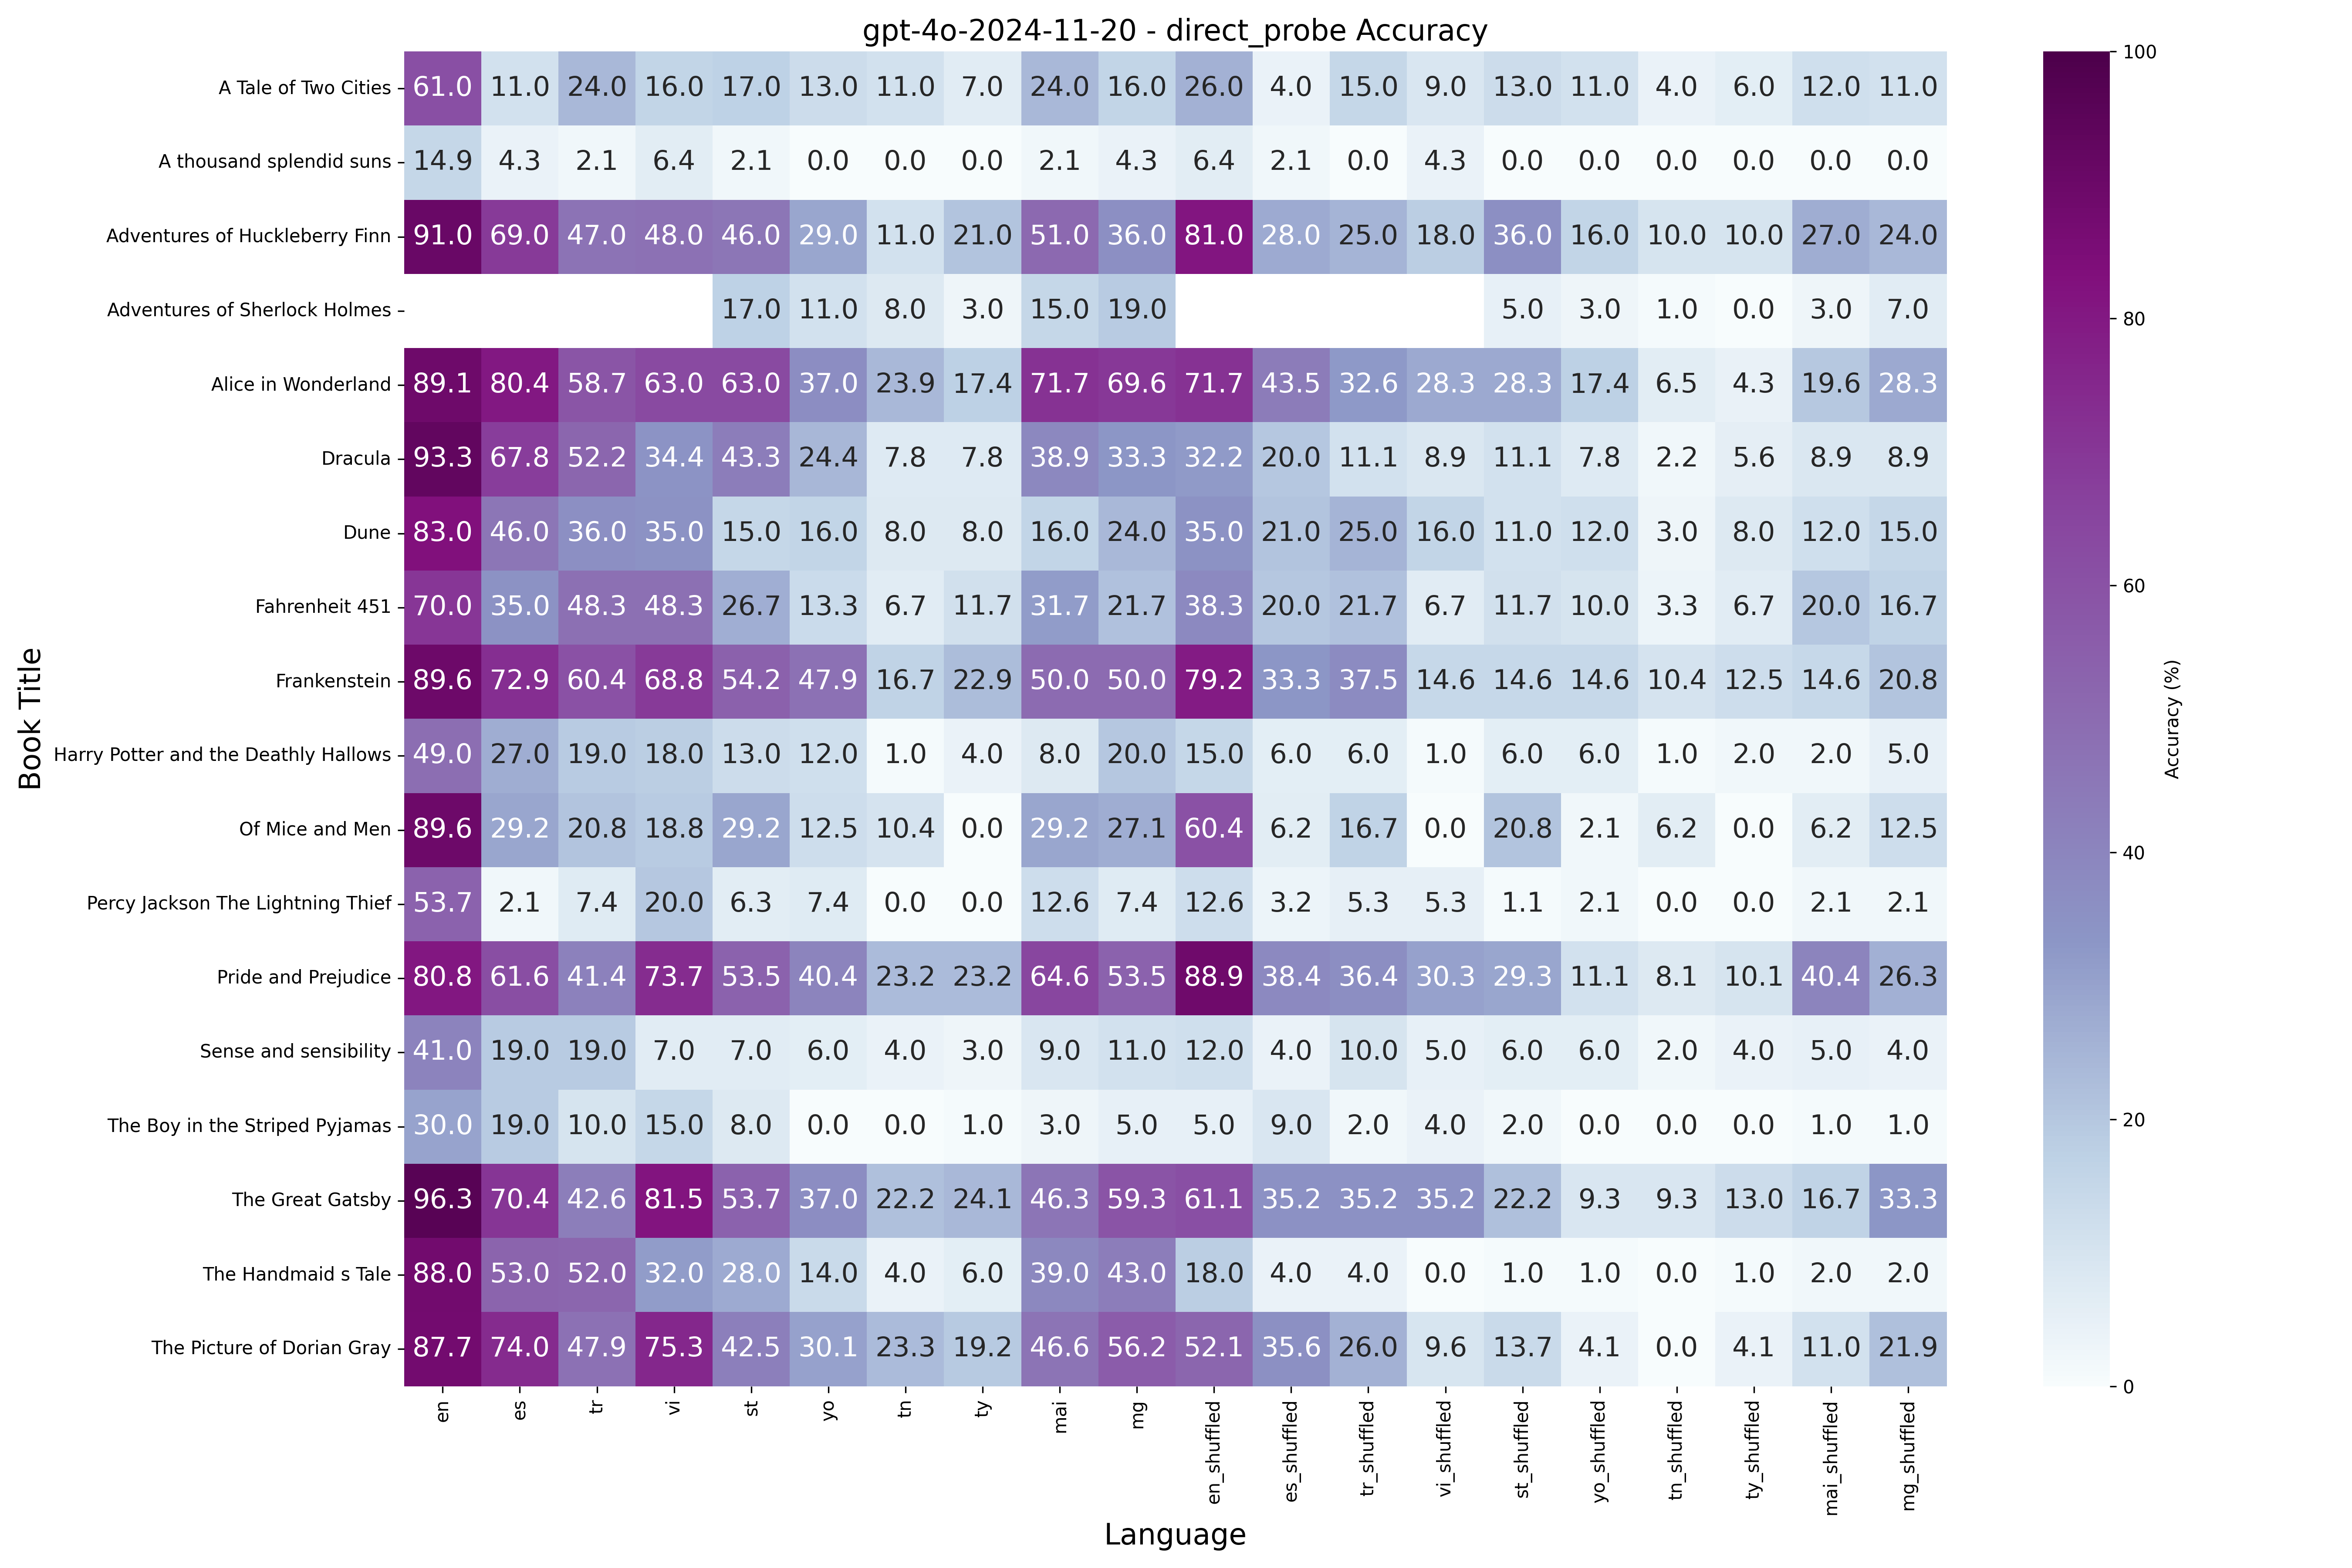 gpt-4o-2024-11-20 - direct_probe Accuracy
Book Title
A Tale of Two Cities 61.0 11.0 24.0 16.0 17.0 13.0 11.0 7.0 24.0 16.0 26.0 4.0 15.0 9.0 13.0 11.0 4.0 6.0 12.0 11.0
A thousand splendid suns 14.9 4.3 2.1 6.4 2.1 0.0 0.0 0.0 2.1 4.3 6.4 2.1 0.0 4.3 0.0 0.0 0.0 0.0 0.0 0.0
Adventures of Huckleberry Finn 91.0 69.0 47.0 48.0 46.0 29.0 11.0 21.0 51.0 36.0 81.0 28.0 25.0 18.0 36.0 16.0 10.0 10.0 27.0 24.0
Adventures of Sherlock Holmes 17.0 11.0 8.0 3.0 15.0 19.0 5.0 3.0 1.0 0.0 3.0 7.0
Alice in Wonderland 89.1 80.4 58.7 63.0 63.0 37.0 23.9 17.4 71.7 69.6 71.7 43.5 32.6 28.3 28.3 17.4 6.5 4.3 19.6 28.3
Dracula 93.3 67.8 52.2 34.4 43.3 24.4 7.8 7.8 38.9 33.3 32.2 20.0 11.1 8.9 11.1 7.8 2.2 5.6 8.9 8.9
Dune 83.0 46.0 36.0 35.0 15.0 16.0 8.0 8.0 16.0 24.0 35.0 21.0 25.0 16.0 11.0 12.0 3.0 8.0 12.0 15.0
Fahrenheit 451 70.0 35.0 48.3 48.3 26.7 13.3 6.7 11.7 31.7 21.7 38.3 20.0 21.7 6.7 11.7 10.0 3.3 6.7 20.0 16.7
Frankenstein 89.6 72.9 60.4 68.8 54.2 47.9 16.7 22.9 50.0 50.0 79.2 33.3 37.5 14.6 14.6 14.6 10.4 12.5 14.6 20.8
Harry Potter and the Deathly Hallows 49.0 27.0 19.0 18.0 13.0 12.0 1.0 4.0 8.0 20.0 15.0 6.0 6.0 1.0 6.0 6.0 1.0 2.0 2.0 5.0
Of Mice and Men 89.6 29.2 20.8 18.8 29.2 12.5 10.4 0.0 29.2 27.1 60.4 6.2 16.7 0.0 20.8 2.1 6.2 0.0 6.2 12.5
Percy Jackson The Lightning Thief 53.7 2.1 7.4 20.0 6.3 7.4 0.0 0.0 12.6 7.4 12.6 3.2 5.3 5.3 1.1 2.1 0.0 0.0 2.1 2.1
Pride and Prejudice 80.8 61.6 41.4 73.7 53.5 40.4 23.2 23.2 64.6 53.5 88.9 38.4 36.4 30.3 29.3 11.1 8.1 10.1 40.4 26.3
Sense and sensibility 41.0 19.0 19.0 7.0 7.0 6.0 4.0 3.0 9.0 11.0 12.0 4.0 10.0 5.0 6.0 6.0 2.0 4.0 5.0 4.0
The Boy in the Striped Pyjamas 30.0 19.0 10.0 15.0 8.0 0.0 0.0 1.0 3.0 5.0 5.0 9.0 2.0 4.0 2.0 0.0 0.0 0.0 1.0 1.0
The Great Gatsby 96.3 70.4 42.6 81.5 53.7 37.0 22.2 24.1 46.3 59.3 61.1 35.2 35.2 35.2 22.2 9.3 9.3 13.0 16.7 33.3
The Handmaid s Tale 88.0 53.0 52.0 32.0 28.0 14.0 4.0 6.0 39.0 43.0 18.0 4.0 4.0 0.0 1.0 1.0 0.0 1.0 2.0 2.0
The Picture of Dorian Gray 87.7 74.0 47.9 75.3 42.5 30.1 23.3 19.2 46.6 56.2 52.1 35.6 26.0 9.6 13.7 4.1 0.0 4.1 11.0 21.9
en es tr vi st yo tn ty mai mg en_shuffled es_shuffled tr_shuffled vi_shuffled st_shuffled yo_shuffled tn_shuffled ty_shuffled mai_shuffled mg_shuffled
Language
100
80
60
40
20
0
Accuracy (%)